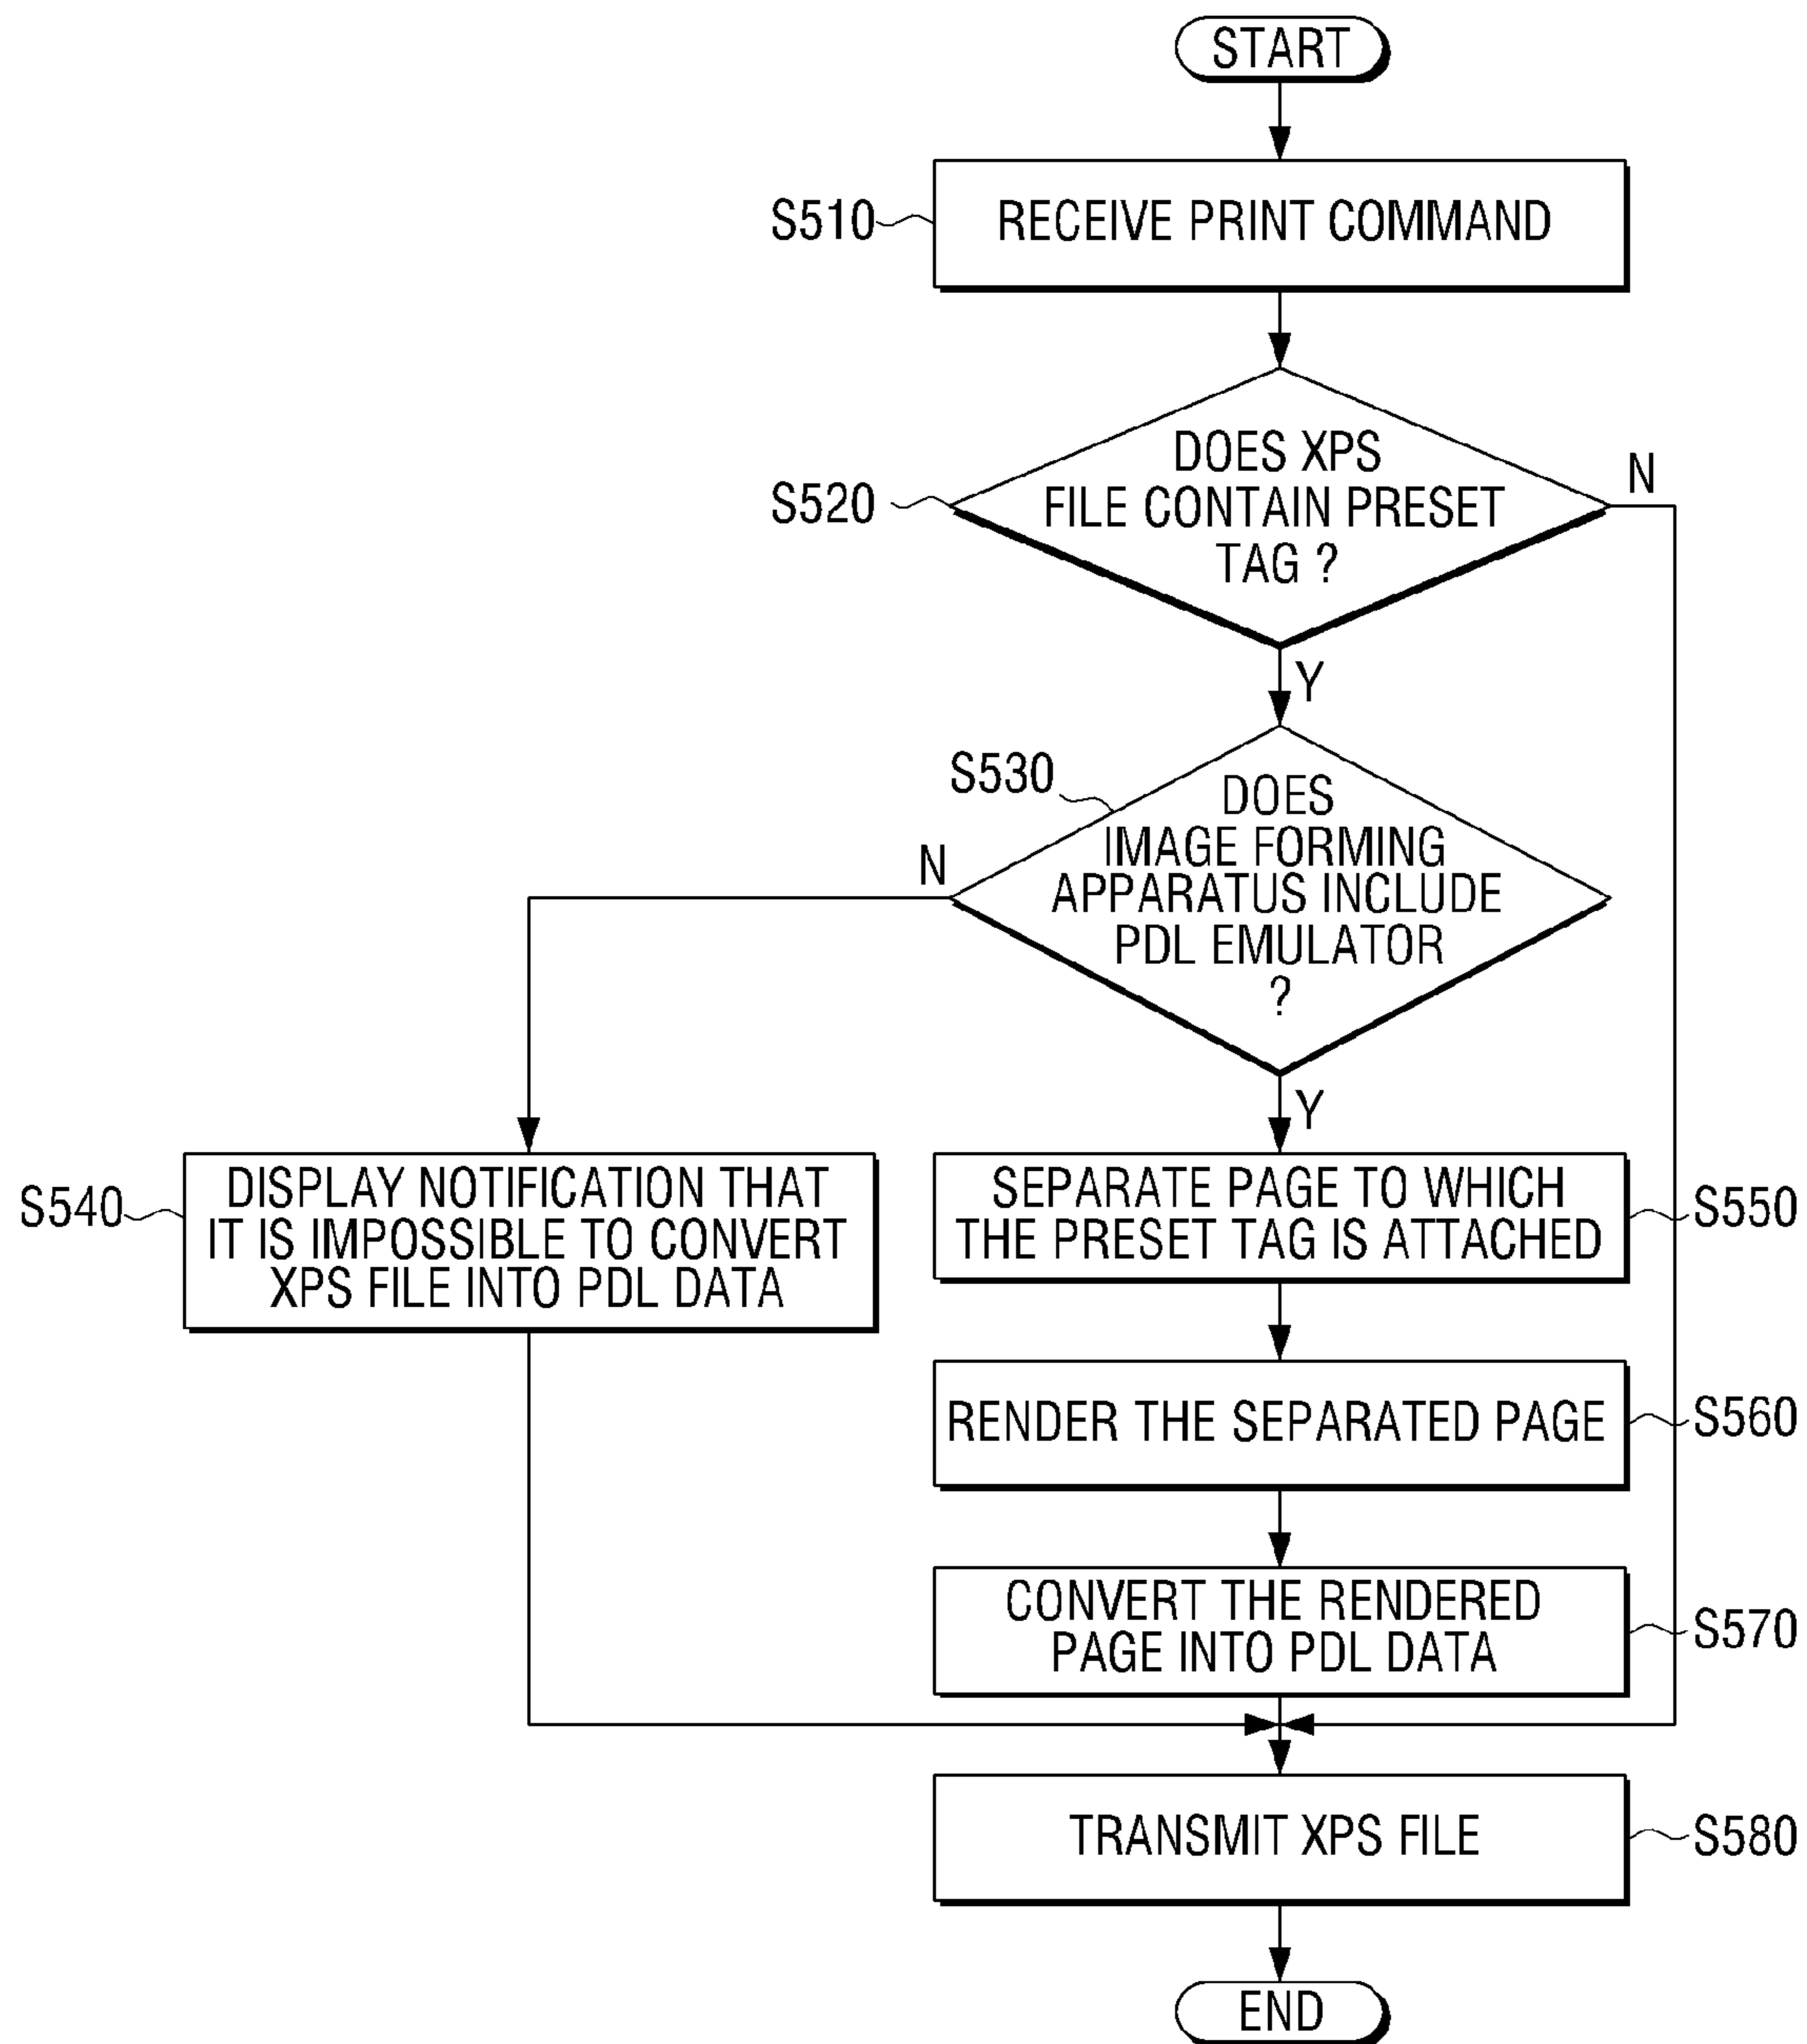 START
S510
RECEIVE PRINT COMMAND
S520
DOES XPS
FILE CONTAIN PRESET
TAG ?
N
Y
S530
DOES
IMAGE FORMING
APPARATUS INCLUDE
PDL EMULATOR
?
N
Y
S540
DISPLAY NOTIFICATION THAT
IT IS IMPOSSIBLE TO CONVERT
XPS FILE INTO PDL DATA
SEPARATE PAGE TO WHICH
THE PRESET TAG IS ATTACHED
S550
RENDER THE SEPARATED PAGE
S560
CONVERT THE RENDERED
PAGE INTO PDL DATA
S570
TRANSMIT XPS FILE
S580
END